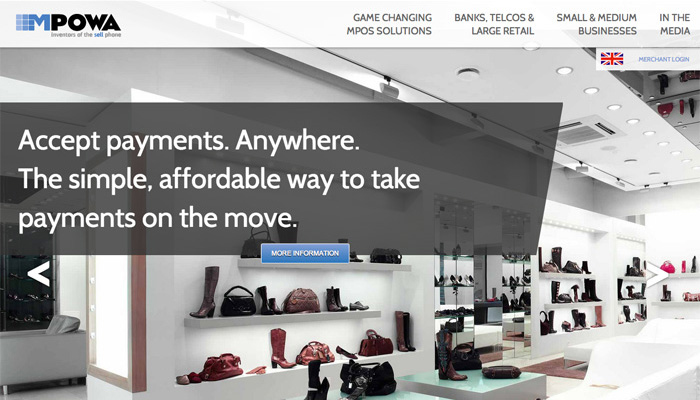 MPOWA
inventors of the sell phone
GAME CHANGING
MPOS SOLUTIONS
BANKS, TELCOS &
LARGE RETAIL
SMALL & MEDIUM
BUSINESSES
IN THE
MEDIA
MERCHANT LOGIN
Accept payments. Anywhere.
The simple, affordable way to take
payments on the move.
MORE INFORMATION